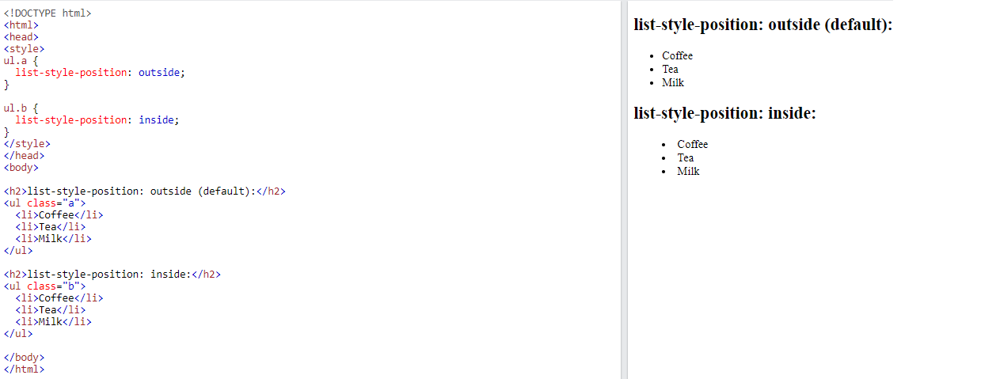 <!DOCTYPE html>
<html>
<head>
<style>
ul.a {
  list-style-position: outside;
}

ul.b {
  list-style-position: inside;
}
</style>
</head>
<body>

<h2>list-style-position: outside (default):</h2>
<ul class="a">
  <li>Coffee</li>
  <li>Tea</li>
  <li>Milk</li>
</ul>

<h2>list-style-position: inside:</h2>
<ul class="b">
  <li>Coffee</li>
  <li>Tea</li>
  <li>Milk</li>
</ul>

</body>
</html>

list-style-position: outside (default):
• Coffee
• Tea
• Milk
list-style-position: inside:
• Coffee
• Tea
• Milk